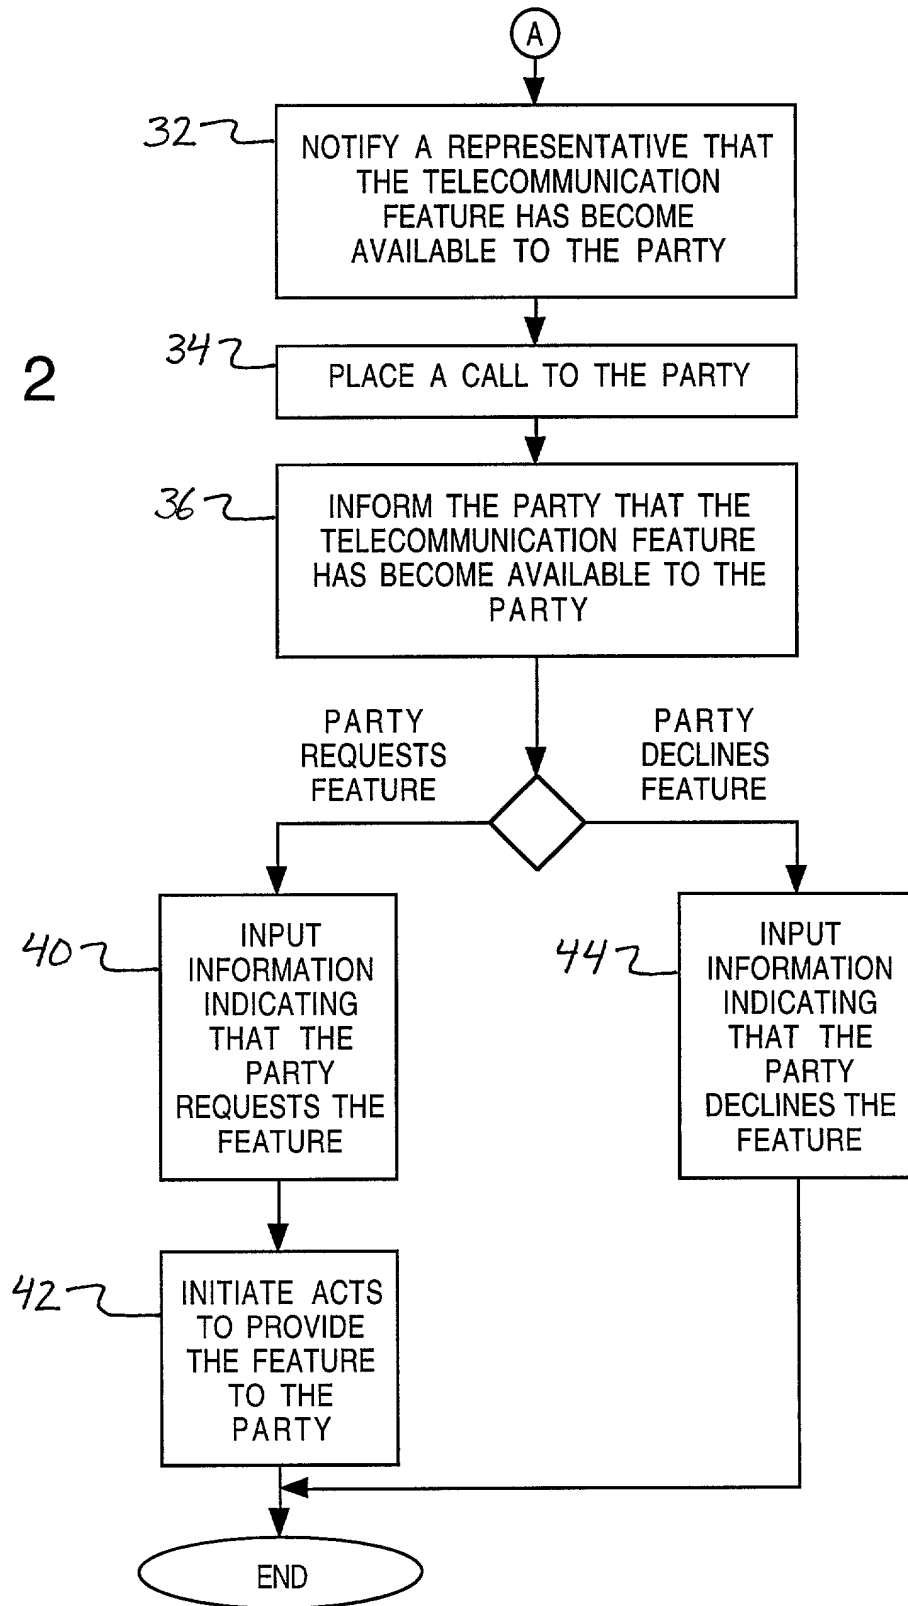 A
32
NOTIFY A REPRESENTATIVE THAT
THE TELECOMMUNICATION
FEATURE HAS BECOME
AVAILABLE TO THE PARTY
2
34
PLACE A CALL TO THE PARTY
36
INFORM THE PARTY THAT THE
TELECOMMUNICATION FEATURE
HAS BECOME AVAILABLE TO THE
PARTY
PARTY
REQUESTS
FEATURE
PARTY
DECLINES
FEATURE
40
INPUT
INFORMATION
INDICATING
THAT THE
PARTY
REQUESTS THE
FEATURE
44
INPUT
INFORMATION
INDICATING
THAT THE
PARTY
DECLINES THE
FEATURE
42
INITIATE ACTS
TO PROVIDE
THE FEATURE
TO THE
PARTY
END